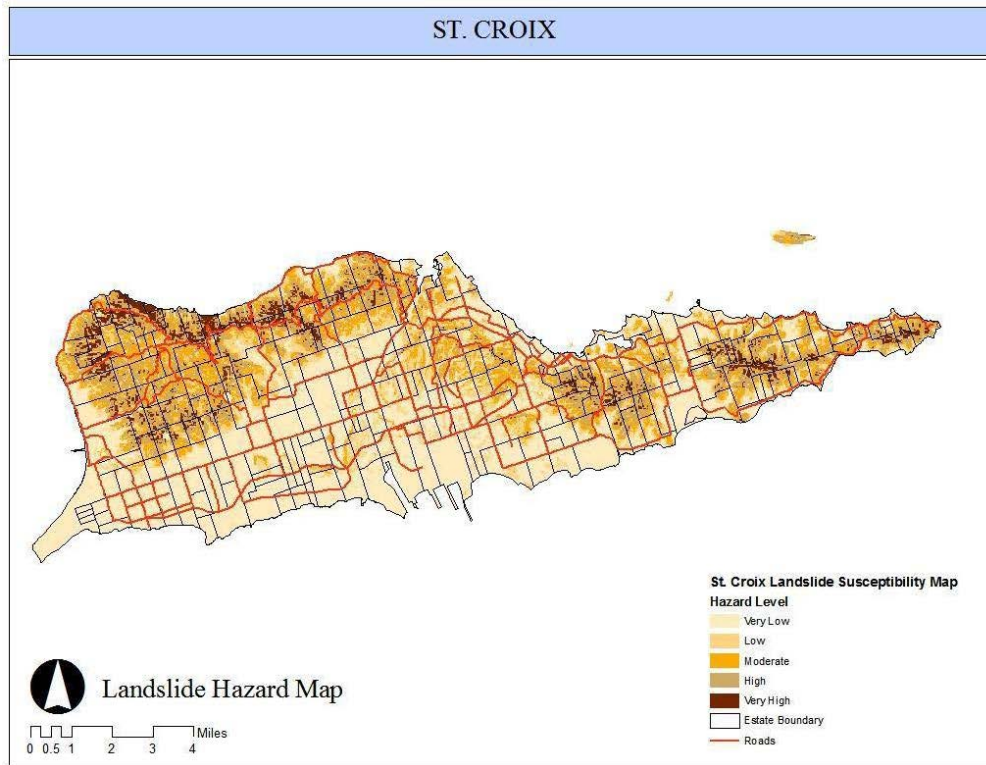 ST. CROIX
St. Croix Landslide Susceptibility Map
Hazard Level
Very Low
Low
Moderate
High
Very High
Estate Boundary
Roads
Landslide Hazard Map
Miles
0 0.5 1 2 3 4